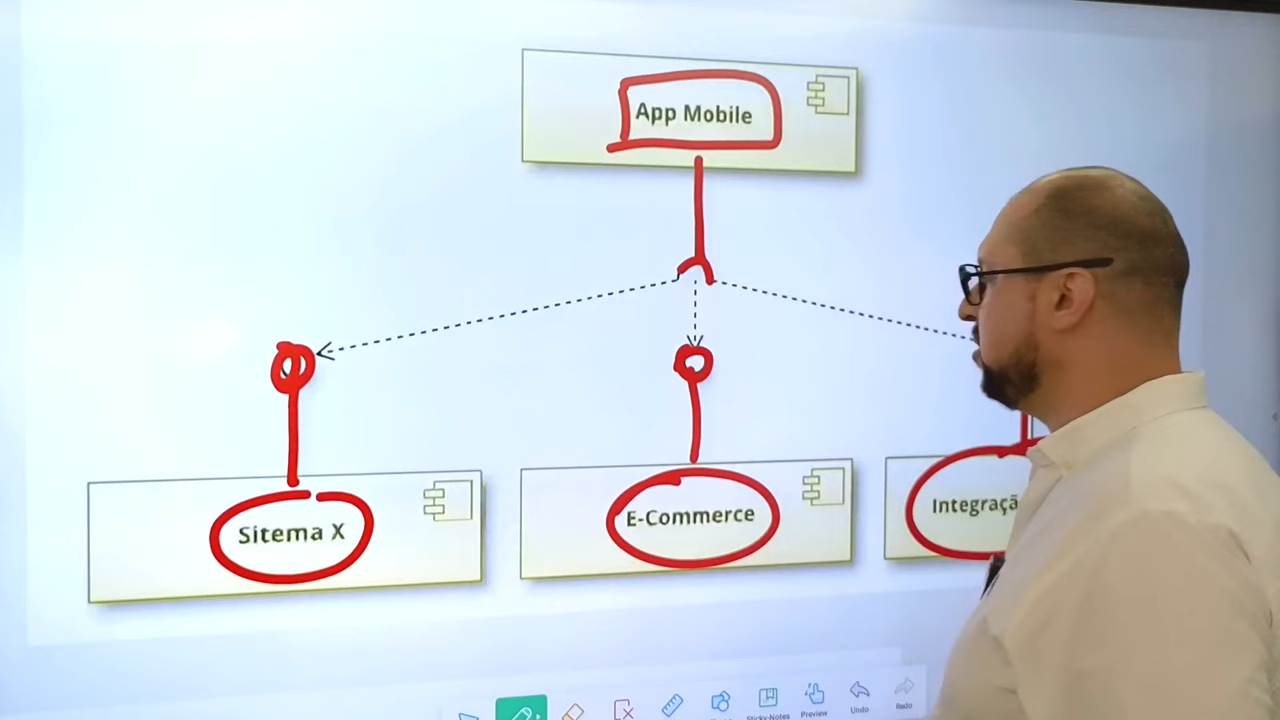 App Mobile
Sitema X
E-Commerce
Integraçã
Sticky-Notes
Preview
Undo
Redo